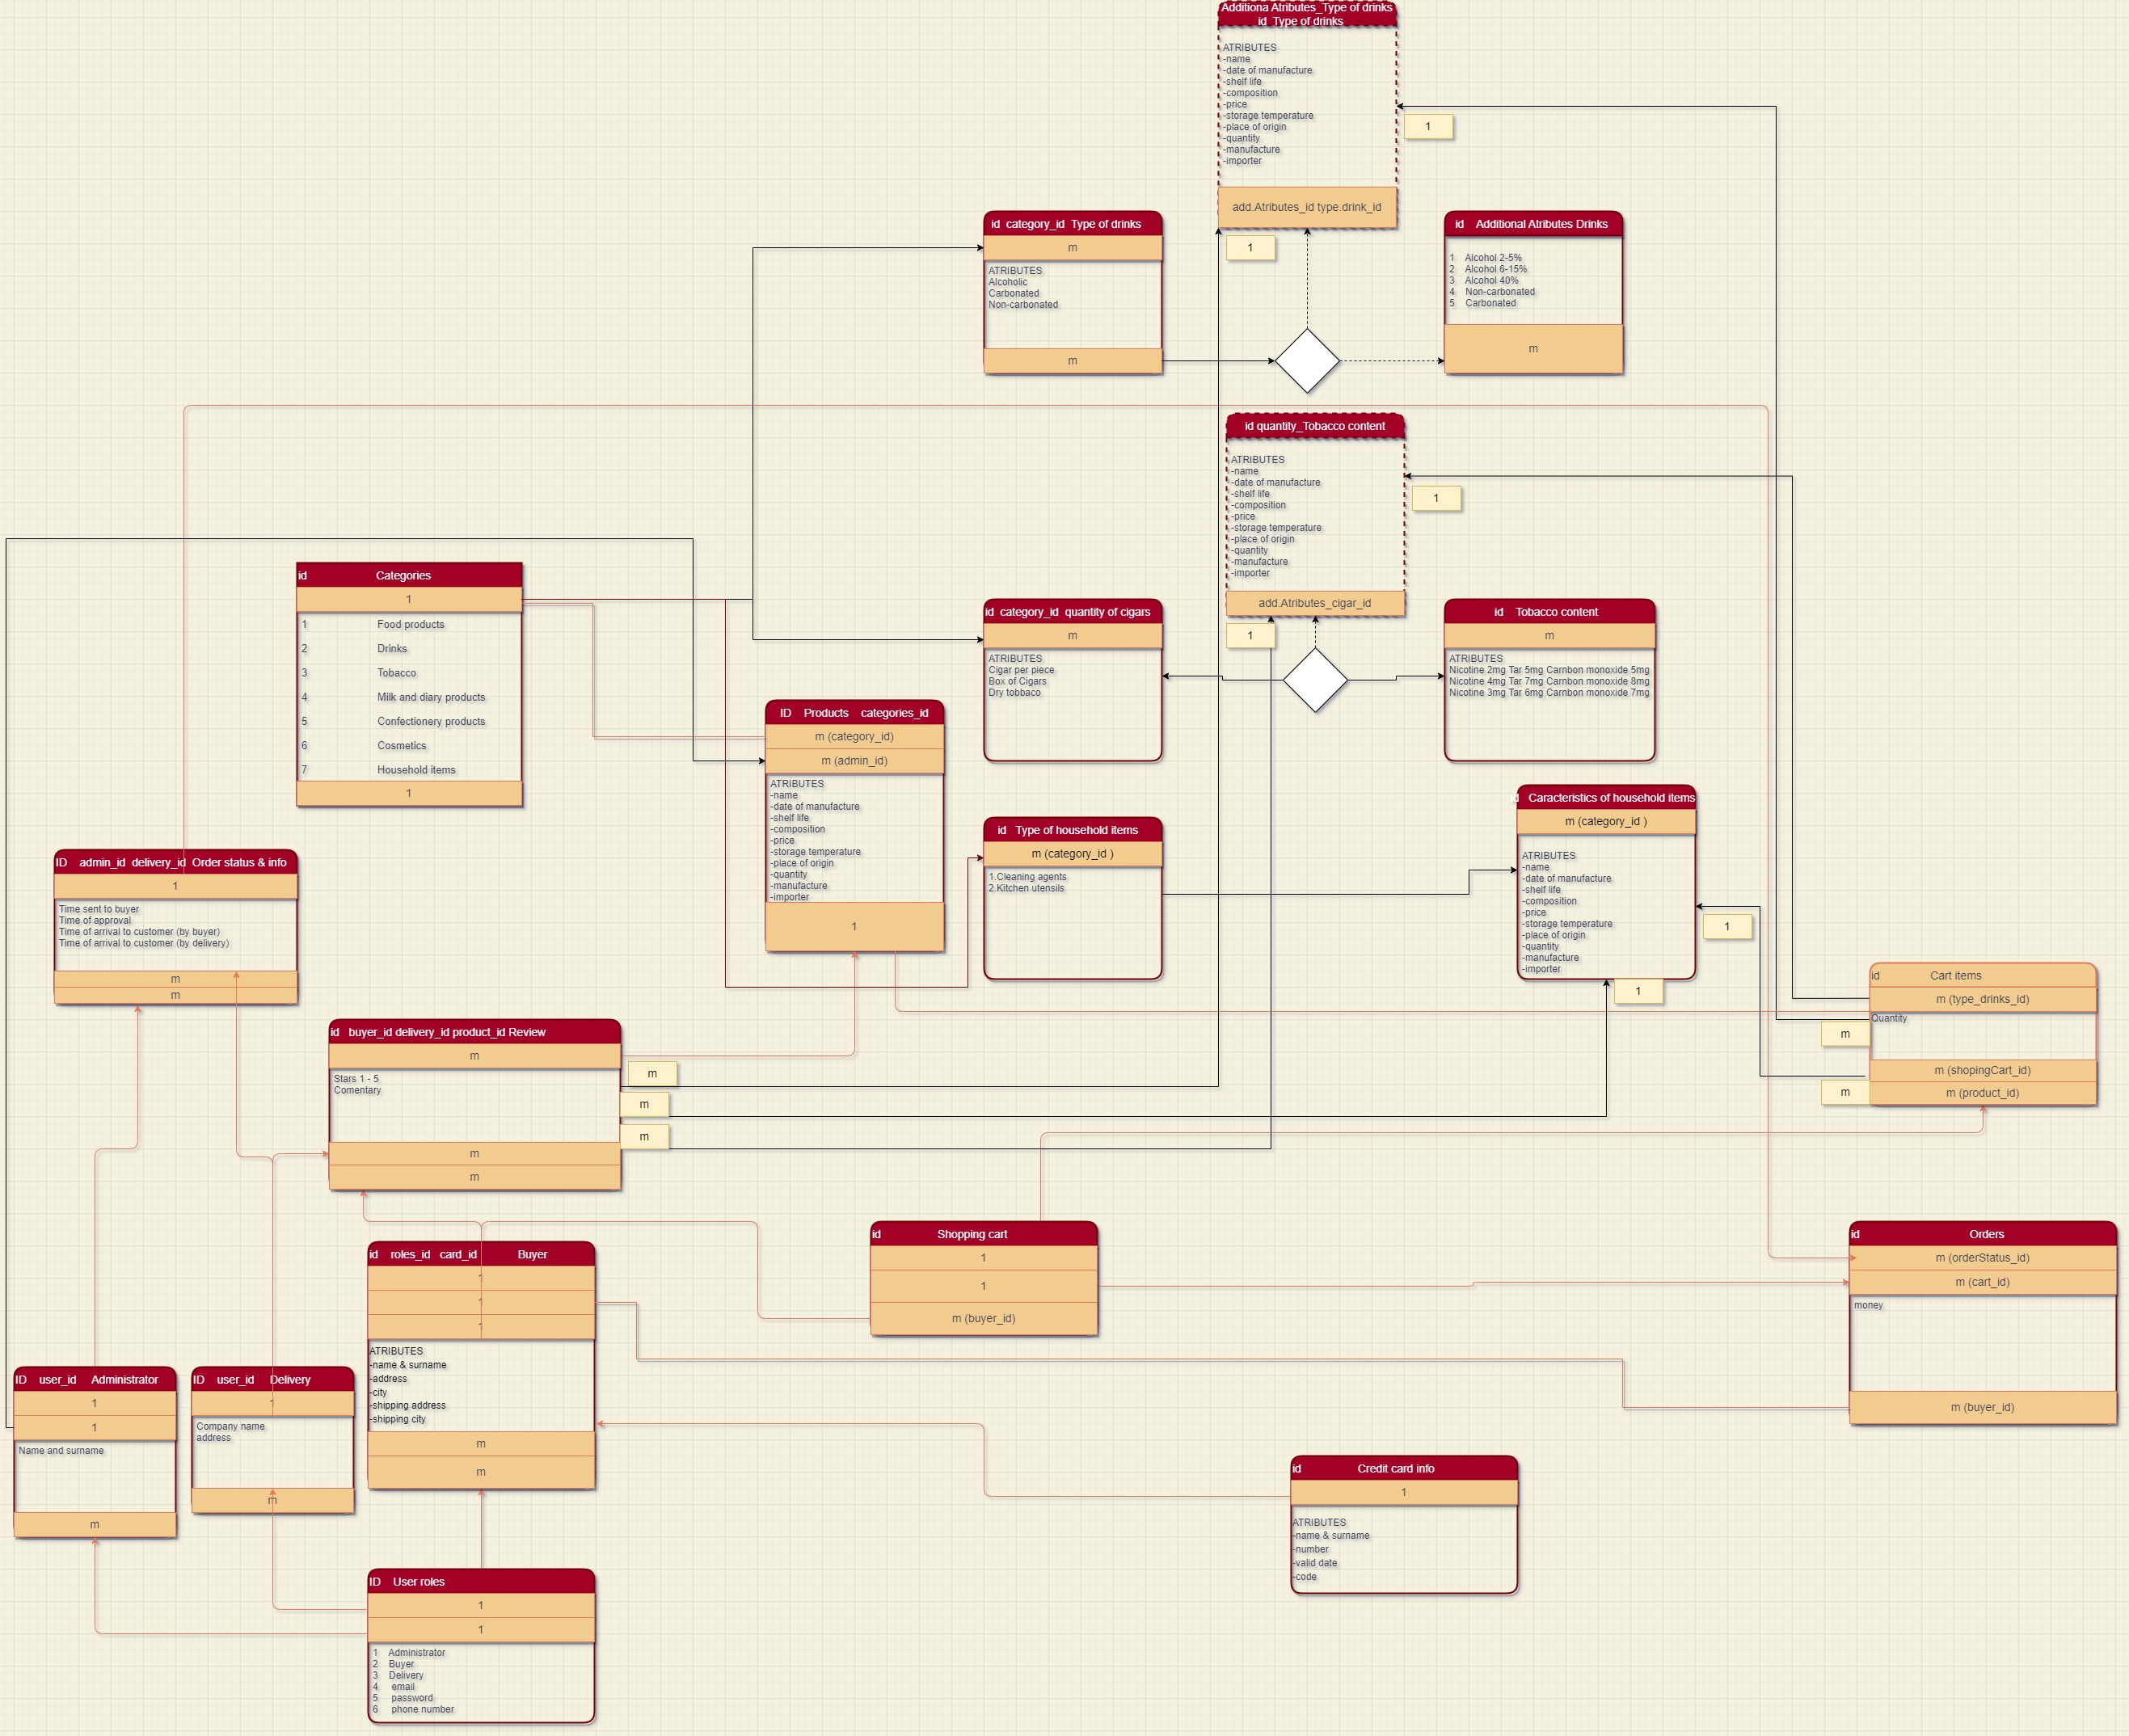 Additiona Atributes_Type of drinks
id  Type of drinks
ATRIBUTES
-name
-date of manufacture
-shelf life
-composition
-price
-storage temperature
-place of origin
-quantity
-manufacture
-importer
add.Atributes_id type.drink_id
1
1
id  category_id  Type of drinks
m
ATRIBUTES
Alcoholic
Carbonated
Non-carbonated
m
id    Additional Atributes Drinks
1    Alcohol 2-5%
2    Alcohol 6-15%
3    Alcohol 40%
4    Non-carbonated
5    Carbonated
m
id quantity_Tobacco content
ATRIBUTES
-name
-date of manufacture
-shelf life
-composition
-price
-storage temperature
-place of origin
-quantity
-manufacture
-importer
add.Atributes_cigar_id
1
1
id    Categories
1
1    Food products
2    Drinks
3    Tobacco
4    Milk and diary products
5    Confectionery products
6    Cosmetics
7    Household items
1
id  category_id  quantity of cigars
m
ATRIBUTES
Cigar per piece
Box of Cigars
Dry tobbaco
id    Tobacco content
m
ATRIBUTES
Nicotine 2mg Tar 5mg Carnbon monoxide 5mg
Nicotine 4mg Tar 7mg Carnbon monoxide 8mg
Nicotine 3mg Tar 6mg Carnbon monoxide 7mg
ID    Products    categories_id
m (category_id)
m (admin_id)
ATRIBUTES
-name
-date of manufacture
-shelf life
-composition
-price
-storage temperature
-place of origin
-quantity
-manufacture
-importer
1
id   Type of household items
m (category_id )
1.Cleaning agents
2.Kitchen utensils
id   Caracteristics of household items
m (category_id )
ATRIBUTES
-name
-date of manufacture
-shelf life
-composition
-price
-storage temperature
-place of origin
-quantity
-manufacture
-importer
1
1
ID    admin_id  delivery_id  Order status & info
1
Time sent to buyer
Time of approval
Time of arrival to customer (by buyer)
Time of arrival to customer (by delivery)
m
m
id    Cart items
m (type_drinks_id)
Quantity
m
m (shopingCart_id)
m
m (product_id)
id   buyer_id delivery_id product_id Review
m
Stars 1 - 5
Comentary
m
m
m
m
m
id    Shopping cart
1
1
m (buyer_id)
id    Orders
m (orderStatus_id)
m (cart_id)
money
m (buyer_id)
id    roles_id   card_id    Buyer
1
1
1
ATRIBUTES
-name & surname
-address
-city
-shipping address
-shipping city
m
m
ID    user_id    Administrator
1
1
Name and surname
m
ID    user_id    Delivery
1
Company name
address
m
id    Credit card info
1
ATRIBUTES
-name & surname
-number
-valid date
-code
ID    User roles
1
1
1    Administrator
2    Buyer
3    Delivery
4    email
5    password
6    phone number